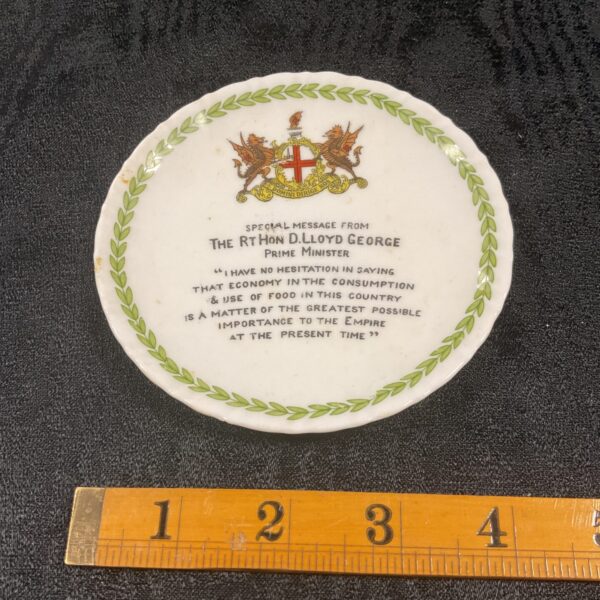 SPECIAL MESSAGE FROM
THE RT HON D. LLOYD GEORGE
PRIME MINISTER
"I HAVE NO HESITATION IN SAYING
THAT ECONOMY IN THE CONSUMPTION
& USE OF FOOD IN THIS COUNTRY
IS A MATTER OF THE GREATEST POSSIBLE
IMPORTANCE TO THE EMPIRE
AT THE PRESENT TIME"
1 2 3 4 5